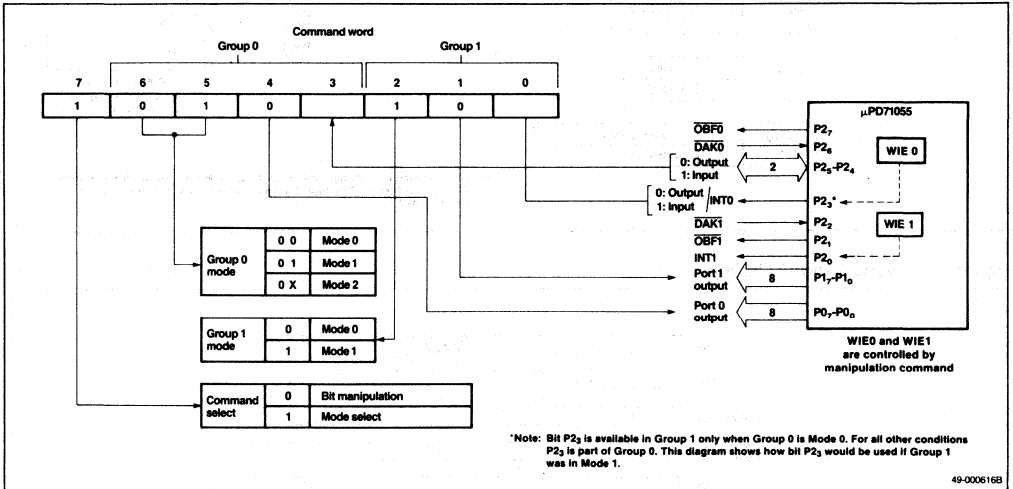 Command word
Group 0 Group 1
7 6 5 4 3 2 1 0
1 0 1 0 1 0
μPD71055
OBF0 P2₇
DAK0 P2₆
WIE 0
0: Output
1: Input
2 P2₅-P2₄
0: Output
1: Input
/INT0 P2₃*
DAK1 P2₂
WIE 1
OBF1 P2₁
INT1 P2₀
Port 1
output
8 P1₇-P1₀
Port 0
output
8 P0₇-P0₀
WIE0 and WIE1
are controlled by
manipulation command
Group 0
mode
0 0 Mode 0
0 1 Mode 1
0 X Mode 2
Group 1
mode
0 Mode 0
1 Mode 1
Command
select
0 Bit manipulation
1 Mode select
*Note: Bit P2₃ is available in Group 1 only when Group 0 is Mode 0. For all other conditions
P2₃ is part of Group 0. This diagram shows how bit P2₃ would be used if Group 1
was in Mode 1.
49-000616B